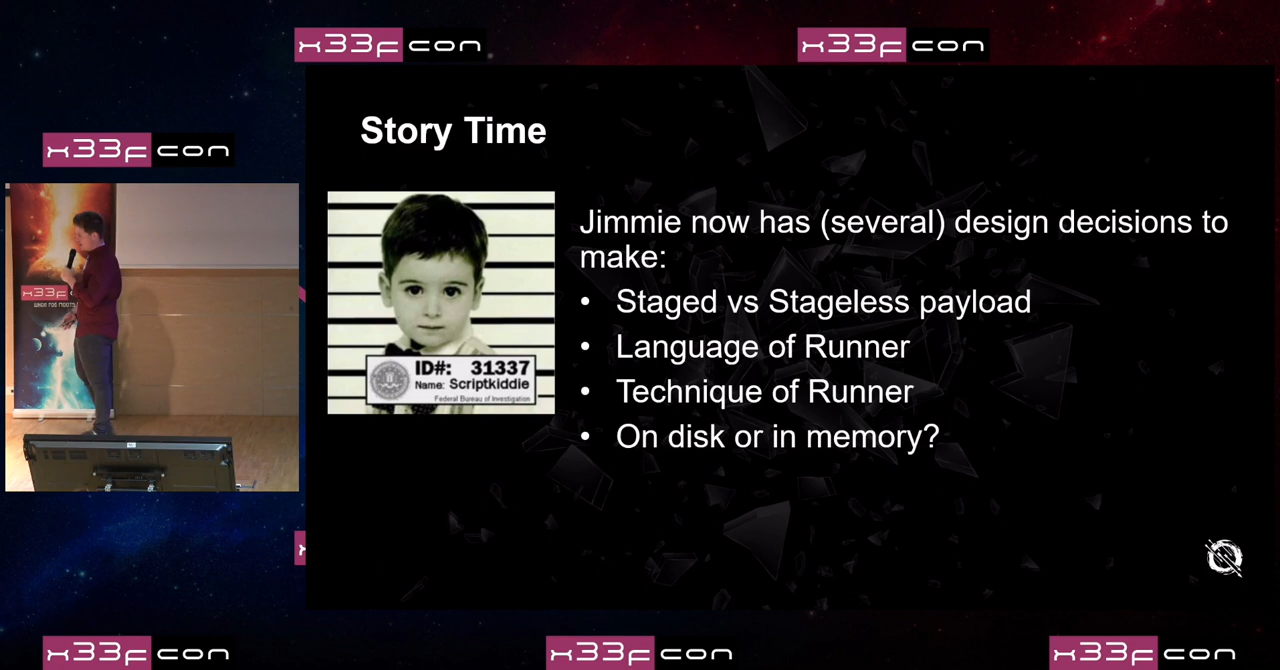 x33fcon
x33fcon
x33fcon
Story Time
Jimmie now has (several) design decisions to
make:
• Staged vs Stageless payload
• Language of Runner
• Technique of Runner
• On disk or in memory?
ID#: 31337
Name: Scriptkiddie
Federal Bureau of Investigation
x33f
x33fcon
x33fcon
x33fcon